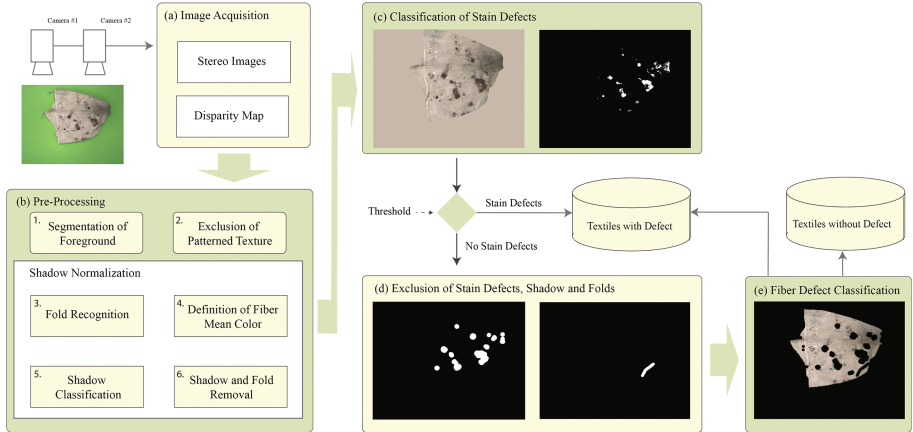 Camera #1
Camera #2
(a) Image Acquisition
Stereo Images
Disparity Map
(b) Pre-Processing
1.
Segmentation of
Foreground
2.
Exclusion of
Patterned Texture
Shadow Normalization
3.
Fold Recognition
4.
Definition of Fiber
Mean Color
5.
Shadow
Classification
6.
Shadow and Fold
Removal
(c) Classification of Stain Defects
Threshold
Stain Defects
No Stain Defects
Textiles with Defect
Textiles without Defect
(d) Exclusion of Stain Defects, Shadow and Folds
(e) Fiber Defect Classification